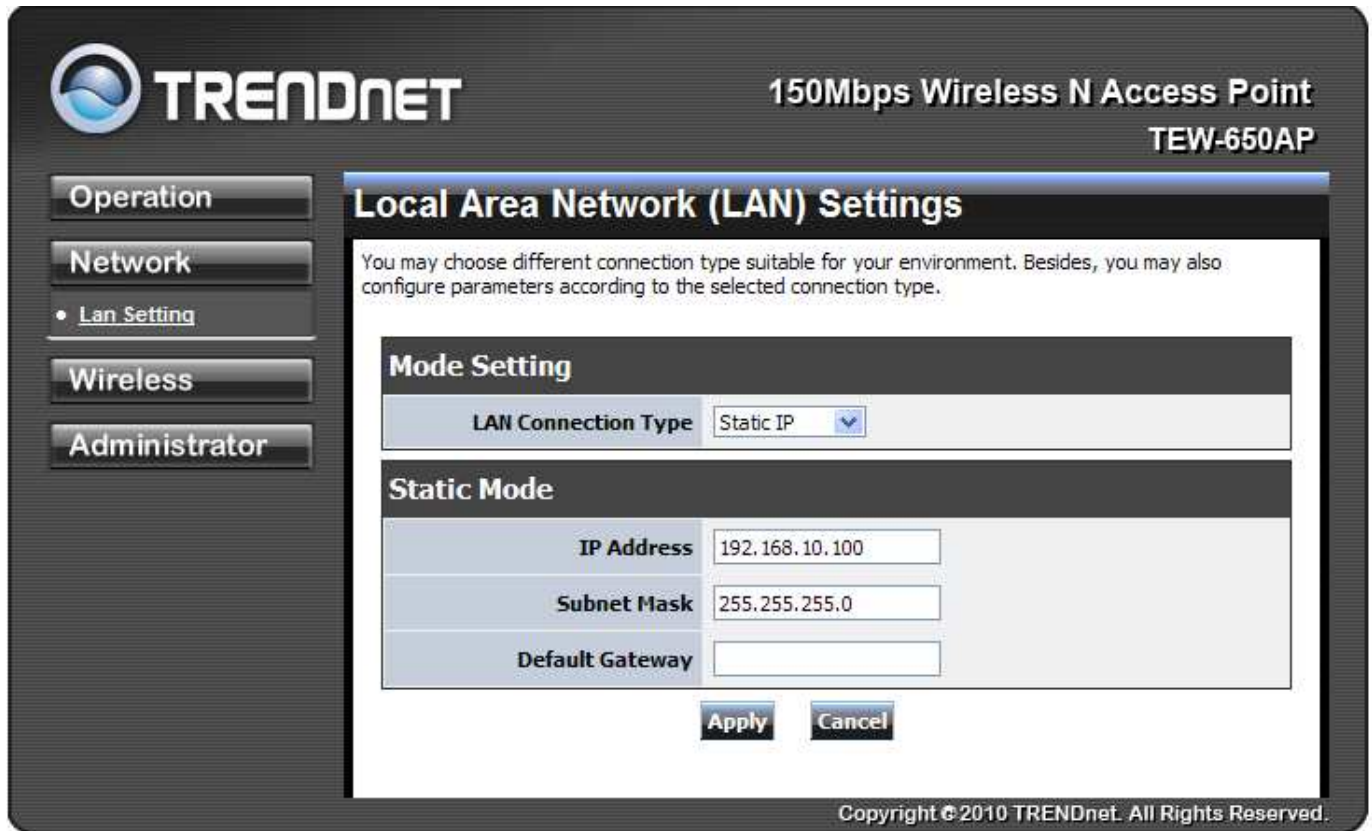 TRENDNET
150Mbps Wireless N Access Point
TEW-650AP
Operation
Network
Lan Setting
Wireless
Administrator
Local Area Network (LAN) Settings
You may choose different connection type suitable for your environment. Besides, you may also
configure parameters according to the selected connection type.
Mode Setting
LAN Connection Type Static IP
Static Mode
IP Address 192.168.10.100
Subnet Mask 255.255.255.0
Default Gateway
Apply Cancel
Copyright © 2010 TRENDnet. All Rights Reserved.